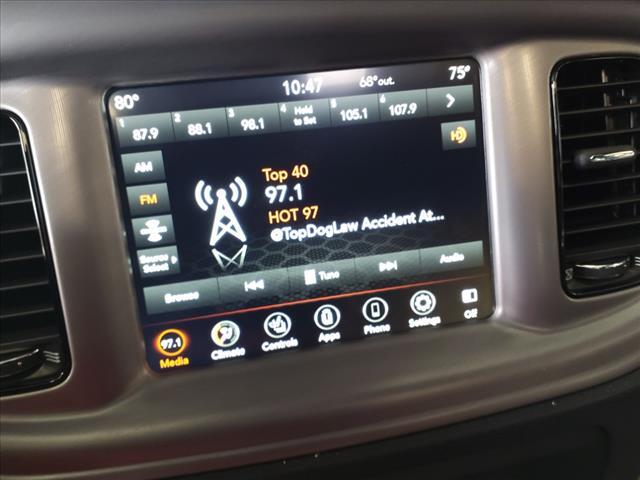 80° 10:47 68°out. 75°
1 87.9 2 88.1 3 98.1 4 Hold to Set 5 105.1 6 107.9
AM
HD
FM
Top 40
97.1
HOT 97
@TopDogLaw Accident At...
Source Select
Browse Tune Audio
97.1
Media Climate Controls Apps Phone Settings Off